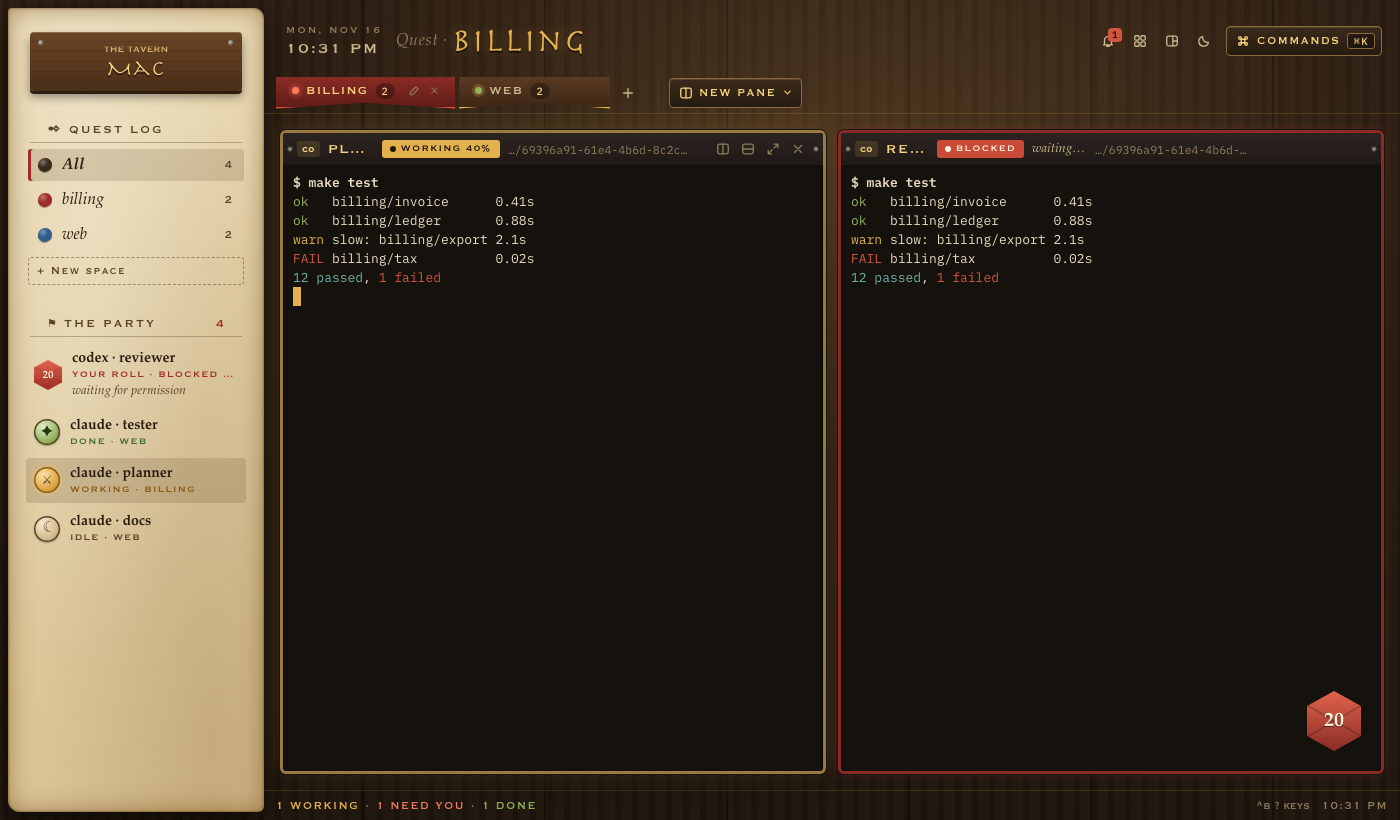 THE TAVERN
MAC
QUEST LOG
All 4
billing 2
web 2
+ New space
THE PARTY 4
20
codex · reviewer
YOUR ROLL · BLOCKED …
waiting for permission
claude · tester
DONE · WEB
claude · planner
WORKING · BILLING
claude · docs
IDLE · WEB
MON, NOV 16
10:31 PM
Quest · BILLING
1
⌘ COMMANDS ⌘K
BILLING 2
WEB 2
+
NEW PANE
co PL… WORKING 40% …/69396a91-61e4-4b6d-8c2c…
$ make test
ok billing/invoice 0.41s
ok billing/ledger 0.88s
warn slow: billing/export 2.1s
FAIL billing/tax 0.02s
12 passed, 1 failed
co RE… BLOCKED waiting… …/69396a91-61e4-4b6d-…
$ make test
ok billing/invoice 0.41s
ok billing/ledger 0.88s
warn slow: billing/export 2.1s
FAIL billing/tax 0.02s
12 passed, 1 failed
20
1 WORKING · 1 NEED YOU · 1 DONE
^B ? KEYS 10:31 PM